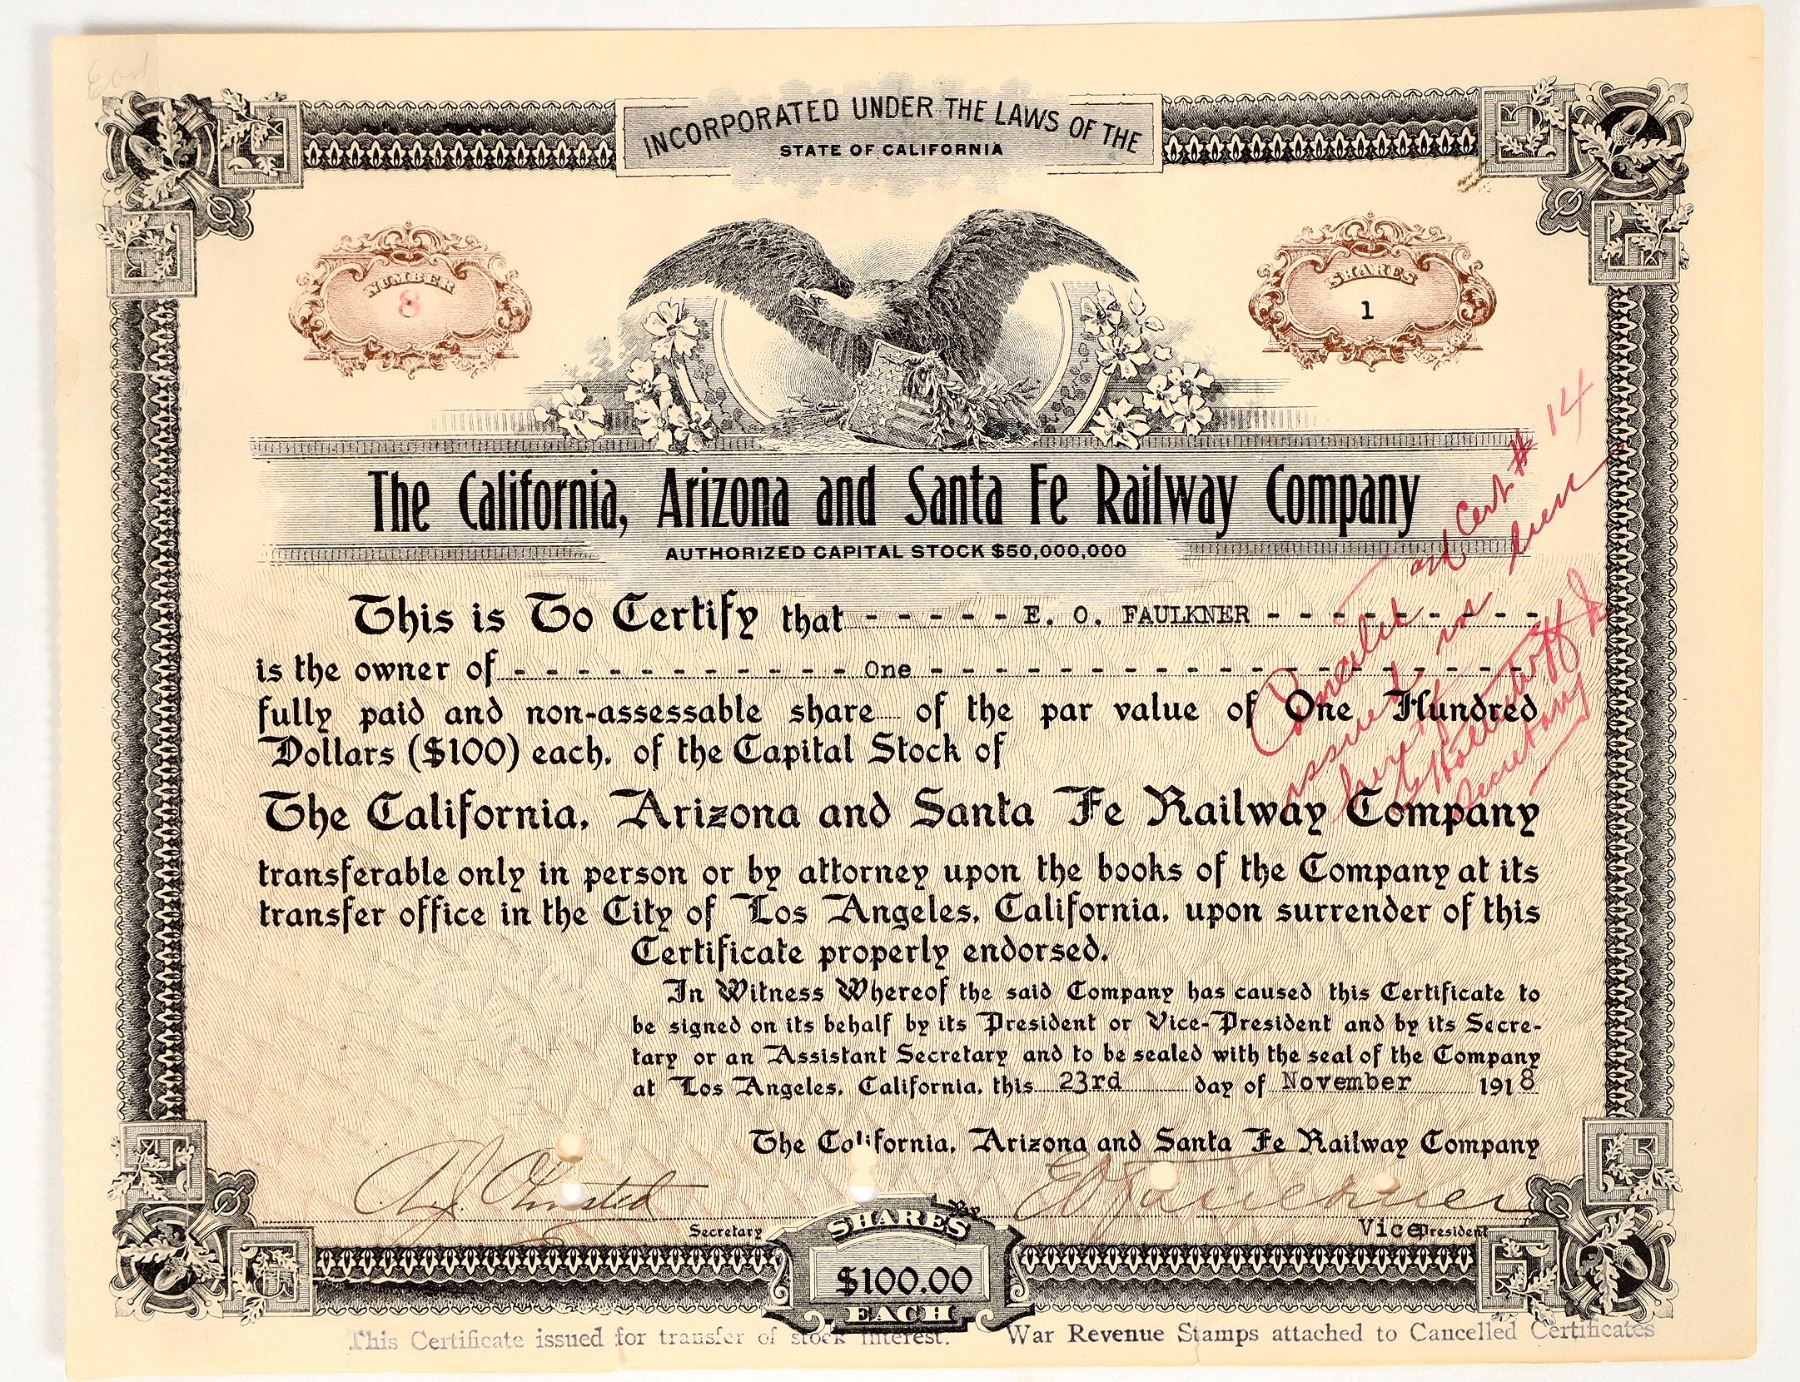 INCORPORATED UNDER THE LAWS OF THE
STATE OF CALIFORNIA
NUMBER
8
SHARES
1
The California, Arizona and Santa Fe Railway Company
AUTHORIZED CAPITAL STOCK $50,000,000
Cancelled and Cert # 14
issued in lieu
Secretary
This is To Certify that - - - - - E. O. FAULKNER - - - - - - - - -
is the owner of - - - - - - - - - - - - One - - - - - - - - - - - - - - - - - - - -
fully paid and non-assessable share of the par value of One Hundred
Dollars ($100) each, of the Capital Stock of
The California, Arizona and Santa Fe Railway Company
transferable only in person or by attorney upon the books of the Company at its
transfer office in the City of Los Angeles, California, upon surrender of this
Certificate properly endorsed.
In Witness Whereof the said Company has caused this Certificate to
be signed on its behalf by its President or Vice-President and by its Secre-
tary or an Assistant Secretary and to be sealed with the seal of the Company
at Los Angeles, California, this 23rd day of November 1918
The California, Arizona and Santa Fe Railway Company
By
E O Faulkner
Secretary
Vice President
SHARES
$100.00
EACH
This Certificate issued for transfer of stock interest. War Revenue Stamps attached to Cancelled Certificates